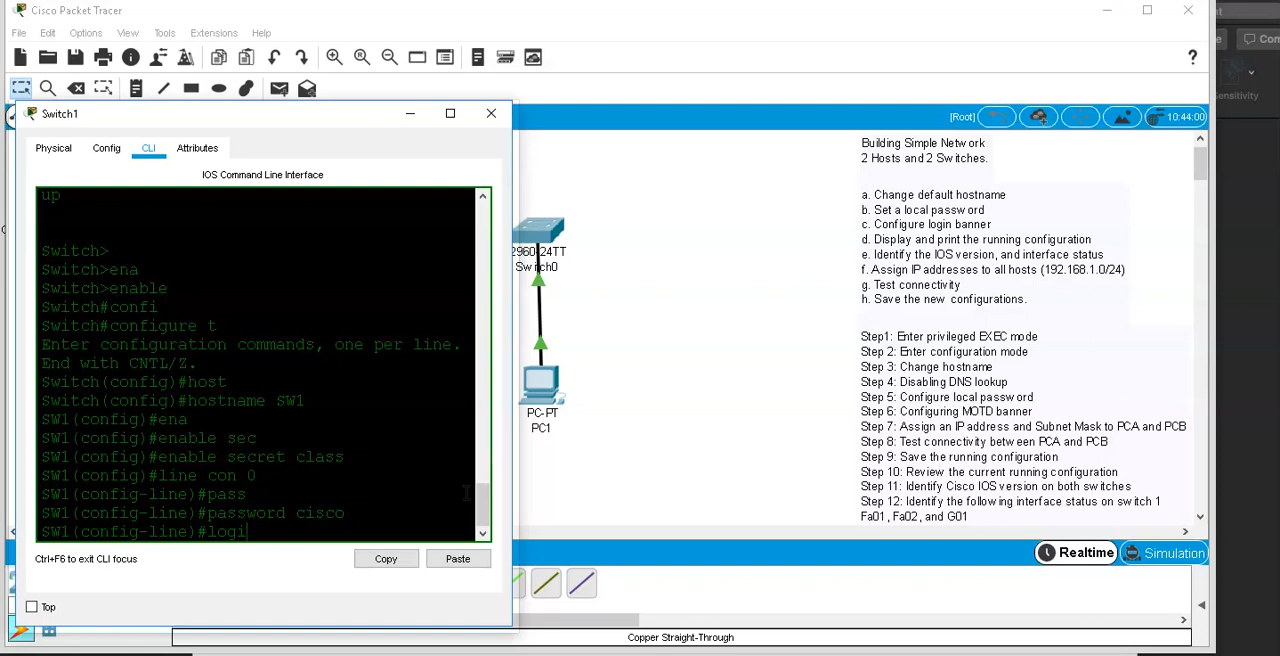 Cisco Packet Tracer
File Edit Options View Tools Extensions Help
?
Sensitivity
Switch1
[Root]
10:44:00
Physical Config CLI Attributes
IOS Command Line Interface
up
Switch>
Switch>ena
Switch>enable
Switch#confi
Switch#configure t
Enter configuration commands, one per line.
End with CNTL/Z.
Switch(config)#host
Switch(config)#hostname SW1
SW1(config)#ena
SW1(config)#enable sec
SW1(config)#enable secret class
SW1(config)#line con 0
SW1(config-line)#pass
SW1(config-line)#password cisco
SW1(config-line)#logi
Ctrl+F6 to exit CLI focus
Copy
Paste
Top
2960-24TT
Switch0
PC-PT
PC1
Building Simple Network
2 Hosts and 2 Switches.
a. Change default hostname
b. Set a local password
c. Configure login banner
d. Display and print the running configuration
e. Identify the IOS version, and interface status
f. Assign IP addresses to all hosts (192.168.1.0/24)
g. Test connectivity
h. Save the new configurations.
Step1: Enter privileged EXEC mode
Step 2: Enter configuration mode
Step 3: Change hostname
Step 4: Disabling DNS lookup
Step 5: Configure local password
Step 6: Configuring MOTD banner
Step 7: Assign an IP address and Subnet Mask to PCA and PCB
Step 8: Test connectivity between PCA and PCB
Step 9: Save the running configuration
Step 10: Review the current running configuration
Step 11: Identify Cisco IOS version on both switches
Step 12: Identify the following interface status on switch 1
Fa01, Fa02, and G01
Realtime
Simulation
Copper Straight-Through